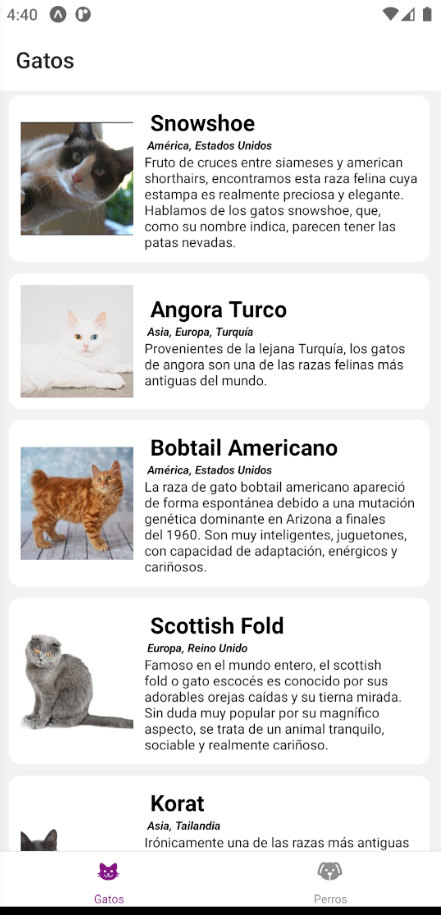 4:40
Gatos
Snowshoe
América, Estados Unidos
Fruto de cruces entre siameses y american
shorthairs, encontramos esta raza felina cuya
estampa es realmente preciosa y elegante.
Hablamos de los gatos snowshoe, que,
como su nombre indica, parecen tener las
patas nevadas.
Angora Turco
Asia, Europa, Turquía
Provenientes de la lejana Turquía, los gatos
de angora son una de las razas felinas más
antiguas del mundo.
Bobtail Americano
América, Estados Unidos
La raza de gato bobtail americano apareció
de forma espontánea debido a una mutación
genética dominante en Arizona a finales
del 1960. Son muy inteligentes, juguetones,
con capacidad de adaptación, enérgicos y
cariñosos.
Scottish Fold
Europa, Reino Unido
Famoso en el mundo entero, el scottish
fold o gato escocés es conocido por sus
adorables orejas caídas y su tierna mirada.
Sin duda muy popular por su magnífico
aspecto, se trata de un animal tranquilo,
sociable y realmente cariñoso.
Korat
Asia, Tailandia
Irónicamente una de las razas más antiguas
Gatos
Perros